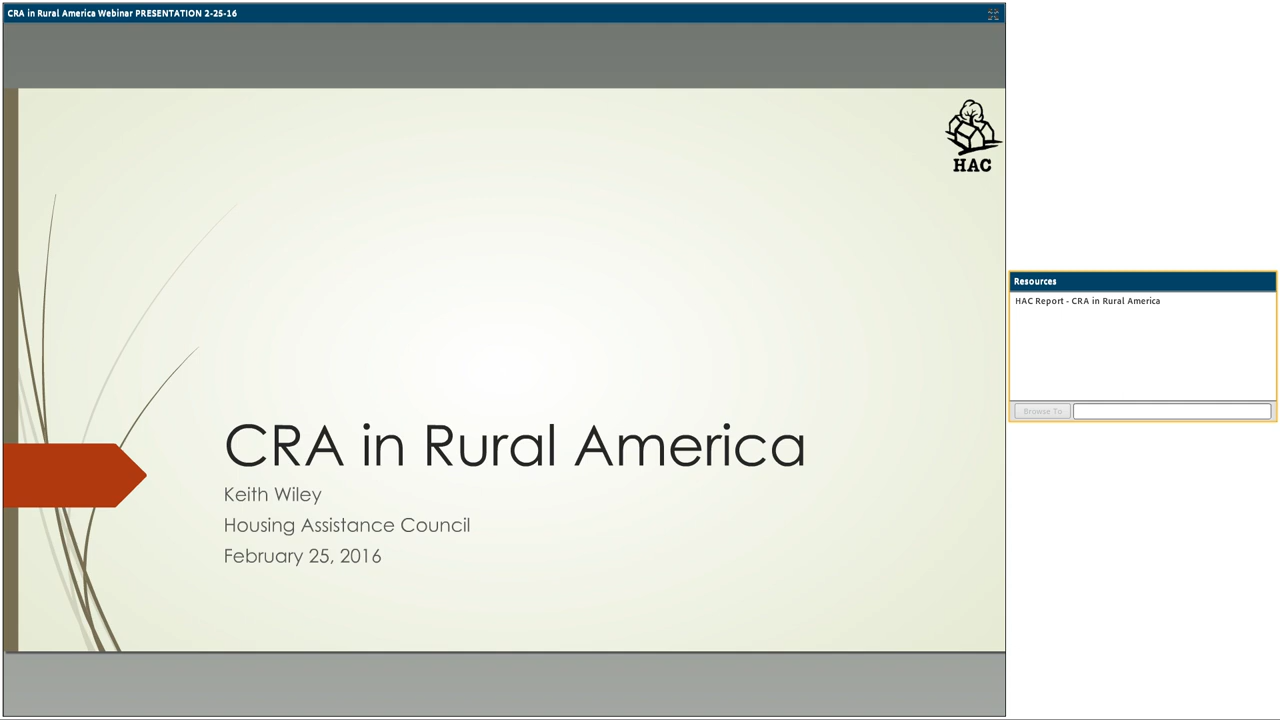 CRA in Rural America Webinar PRESENTATION 2-25-16
HAC
CRA in Rural America
Keith Wiley
Housing Assistance Council
February 25, 2016
Resources
HAC Report - CRA in Rural America
Browse To